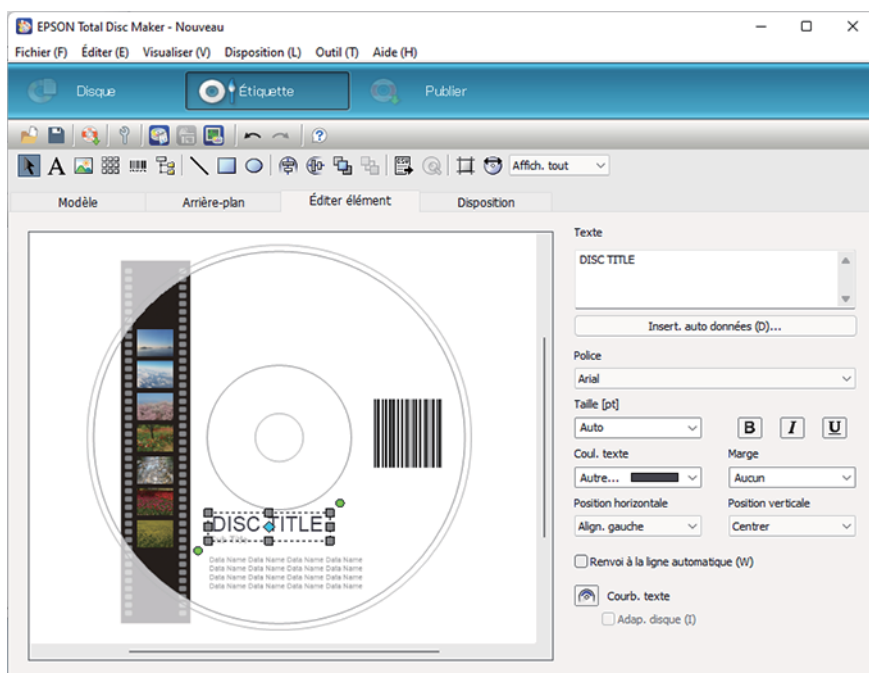 EPSON Total Disc Maker - Nouveau
Fichier (F) Éditer (E) Visualiser (V) Disposition (L) Outil (T) Aide (H)
Disque Étiquette Publier
Affich. tout
Modèle Arrière-plan Éditer élément Disposition
Texte
DISC TITLE
Insert. auto données (D)...
Police
Arial
Taille [pt]
Auto B I U
Coul. texte Marge
Autre... Aucun
Position horizontale Position verticale
Align. gauche Centrer
Renvoi à la ligne automatique (W)
Courb. texte
Adap. disque (I)
DISC TITLE
Sub Title
Data Name Data Name Data Name Data Name
Data Name Data Name Data Name Data Name
Data Name Data Name Data Name Data Name
Data Name Data Name Data Name Data Name